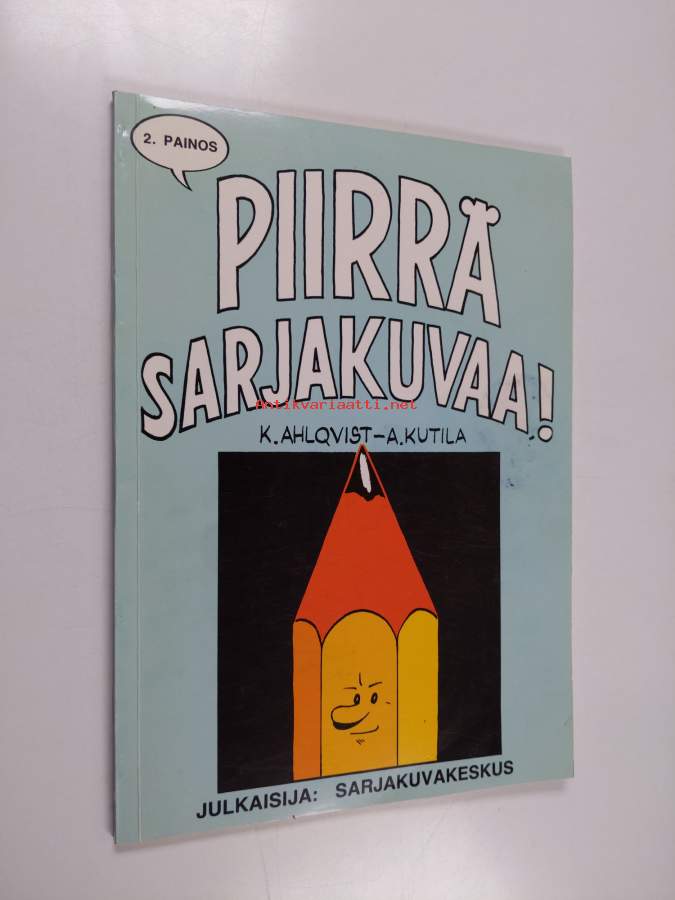 2. PAINOS
PIIRRÄ
SARJAKUVAA!
Antikvariaatti.net
K.AHLQVIST-A.KUTILA
JULKAISIJA: SARJAKUVAKESKUS